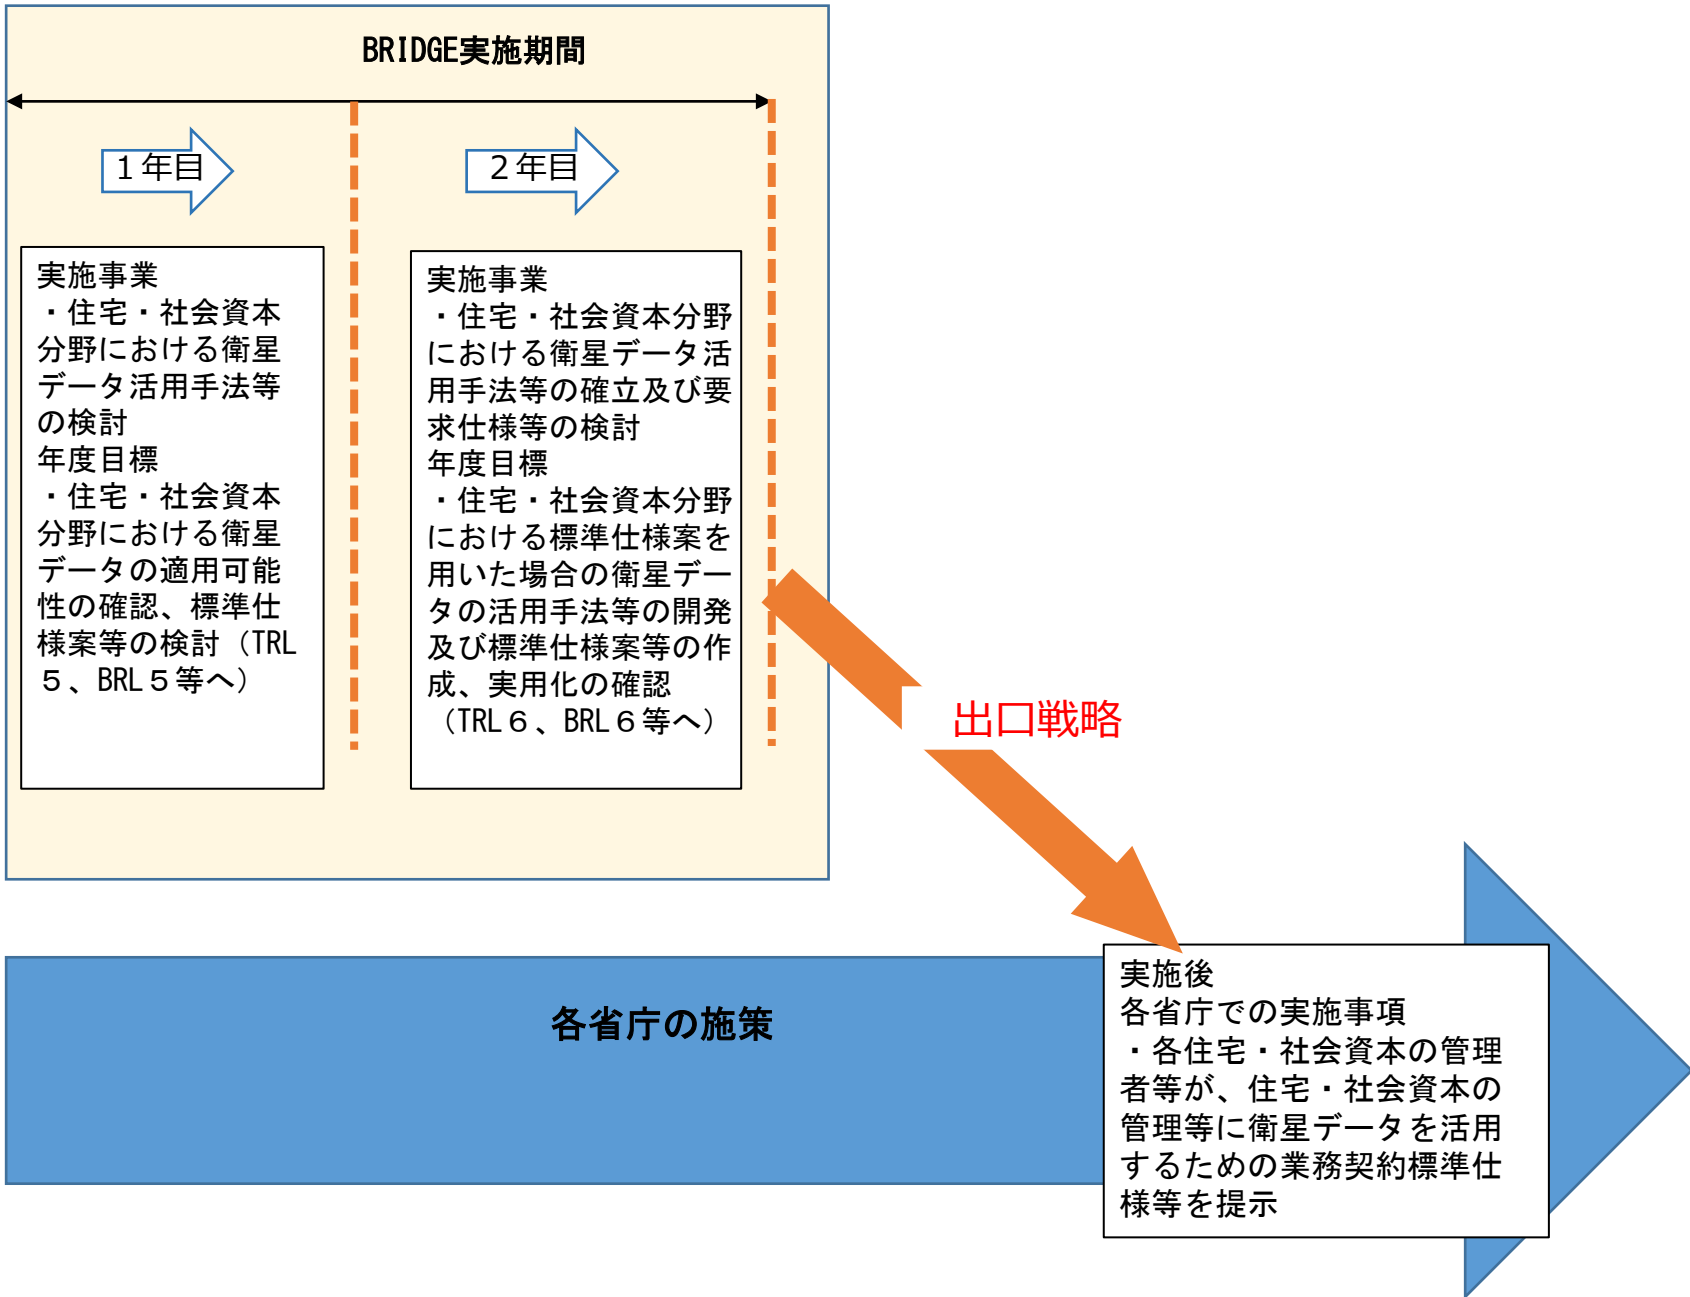 BRIDGE実施期間
１年目
２年目
実施事業
・住宅・社会資本
分野における衛星
データ活用手法等
の検討
年度目標
・住宅・社会資本
分野における衛星
データの適用可能
性の確認、標準仕
様案等の検討（TRL
５、BRL５等へ）
実施事業
・住宅・社会資本分野
における衛星データ活
用手法等の確立及び要
求仕様等の検討
年度目標
・住宅・社会資本分野
における標準仕様案を
用いた場合の衛星デー
タの活用手法等の開発
及び標準仕様案等の作
成、実用化の確認
（TRL６、BRL６等へ）
出口戦略
各省庁の施策
実施後
各省庁での実施事項
・各住宅・社会資本の管理
者等が、住宅・社会資本の
管理等に衛星データを活用
するための業務契約標準仕
様等を提示